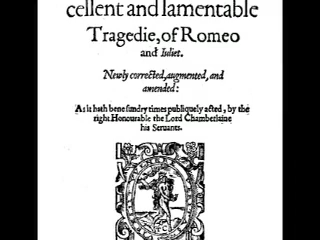 cellent and lamentable
Tragedie, of Romeo
and Iuliet.
Newly corrected, augmented, and
amended:
As it hath bene sundry times publiquely acted, by the
right Honourable the Lord Chamberlaine
his Seruants.